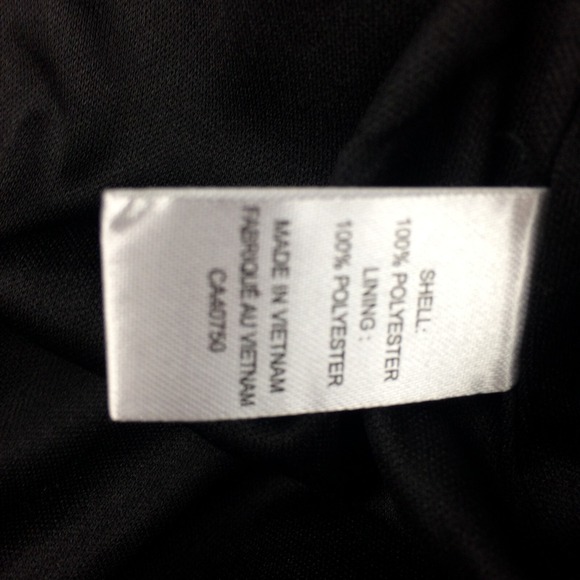 SHELL:
100% POLYESTER
LINING :
100% POLYESTER
MADE IN VIETNAM
FABRIQUÉ AU VIETNAM
CA40750